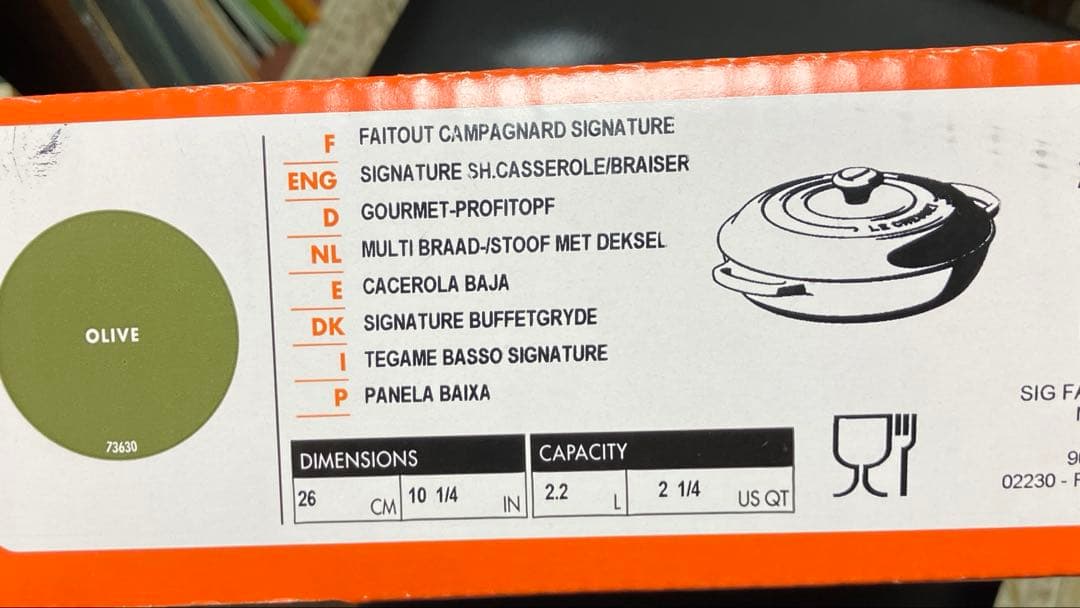 F FAITOUT CAMPAGNARD SIGNATURE
ENG SIGNATURE SH.CASSEROLE/BRAISER
D GOURMET-PROFITOPF
NL MULTI BRAAD-/STOOF MET DEKSEL
E CACEROLA BAJA
DK SIGNATURE BUFFETGRYDE
I TEGAME BASSO SIGNATURE
P PANELA BAIXA
OLIVE
73630
LE CREUSET
DIMENSIONS
26 CM 10 1/4 IN
CAPACITY
2.2 L 2 1/4 US QT
SIG
02230 -